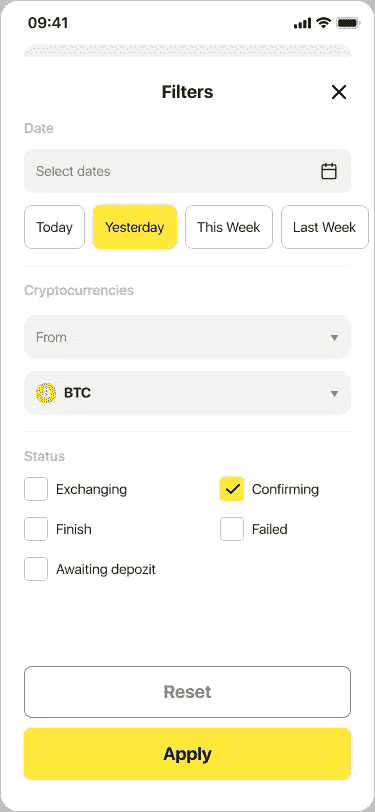 09:41
Filters
Date
Select dates
Today Yesterday This Week Last Week
Cryptocurrencies
From
BTC
Status
Exchanging Confirming
Finish Failed
Awaiting depozit
Reset
Apply